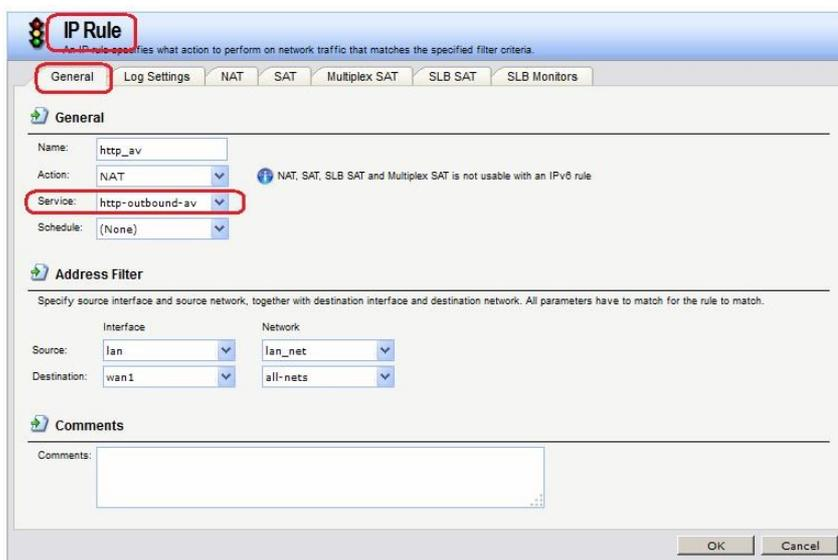 IP Rule
An IP rule specifies what action to perform on network traffic that matches the specified filter criteria.
General Log Settings NAT SAT Multiplex SAT SLB SAT SLB Monitors
General
Name: http_av
Action: NAT NAT, SAT, SLB SAT and Multiplex SAT is not usable with an IPv6 rule
Service: http-outbound-av
Schedule: (None)
Address Filter
Specify source interface and source network, together with destination interface and destination network. All parameters have to match for the rule to match.
Interface Network
Source: lan lan_net
Destination: wan1 all-nets
Comments
Comments:
OK Cancel